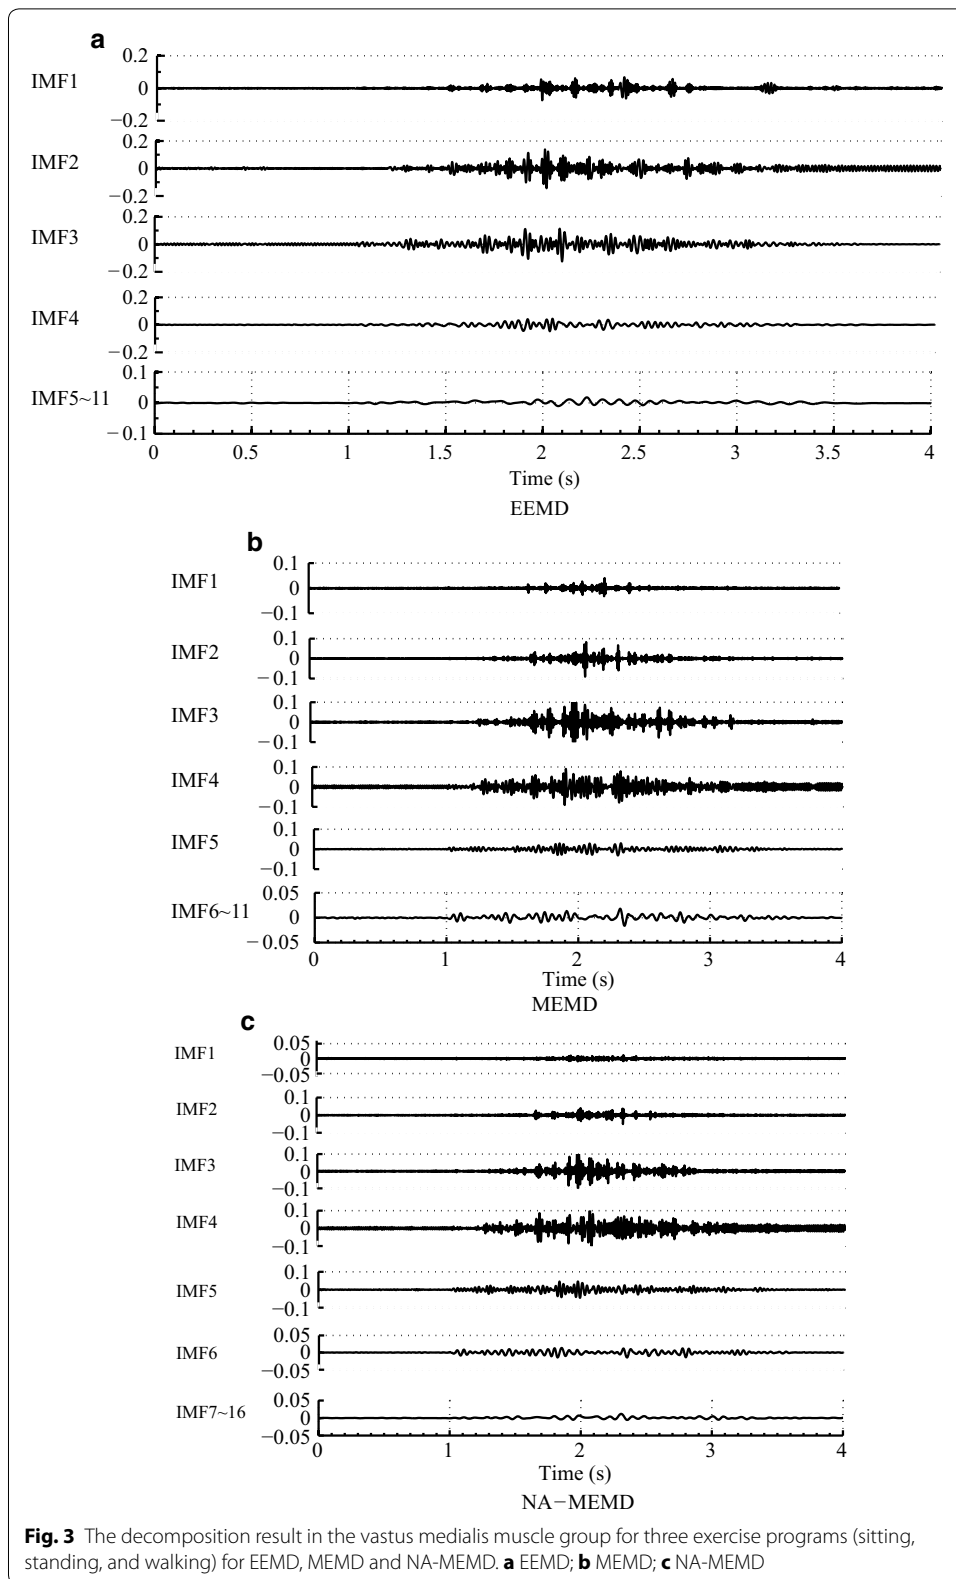 a
IMF1
0.2
0
−0.2
IMF2
0.2
0
−0.2
IMF3
0.2
0
−0.2
IMF4
0.2
0
−0.2
IMF5~11
0.1
0
−0.1
0 0.5 1 1.5 2 2.5 3 3.5 4
Time (s)
EEMD
b
IMF1
0.1
0
−0.1
IMF2
0.1
0
−0.1
IMF3
0.1
0
−0.1
IMF4
0.1
0
−0.1
IMF5
0.1
0
−0.1
IMF6~11
0.05
0
−0.05
0 1 2 3 4
Time (s)
MEMD
c
IMF1
0.05
0
−0.05
IMF2
0.1
0
−0.1
IMF3
0.1
0
−0.1
IMF4
0.1
0
−0.1
IMF5
0.1
0
−0.1
IMF6
0.05
0
−0.05
IMF7~16
0.05
0
−0.05
0 1 2 3 4
Time (s)
NA−MEMD
Fig. 3 The decomposition result in the vastus medialis muscle group for three exercise programs (sitting,
standing, and walking) for EEMD, MEMD and NA-MEMD. a EEMD; b MEMD; c NA-MEMD